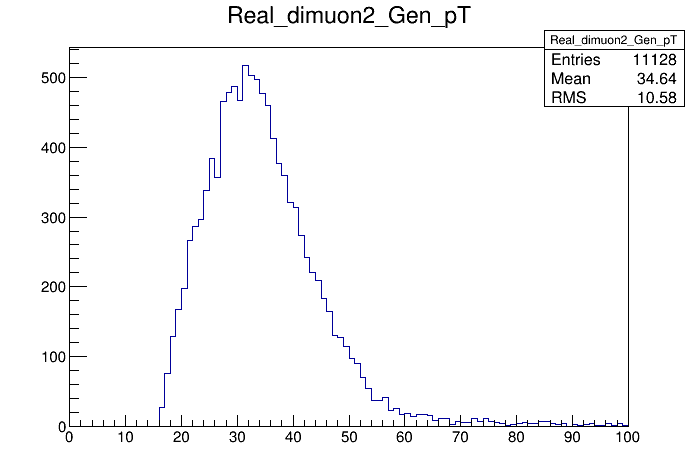 Real_dimuon2_Gen_pT
Real_dimuon2_Gen_pT
Entries 11128
Mean 34.64
RMS 10.58
500
400
300
200
100
0
0 10 20 30 40 50 60 70 80 90 100